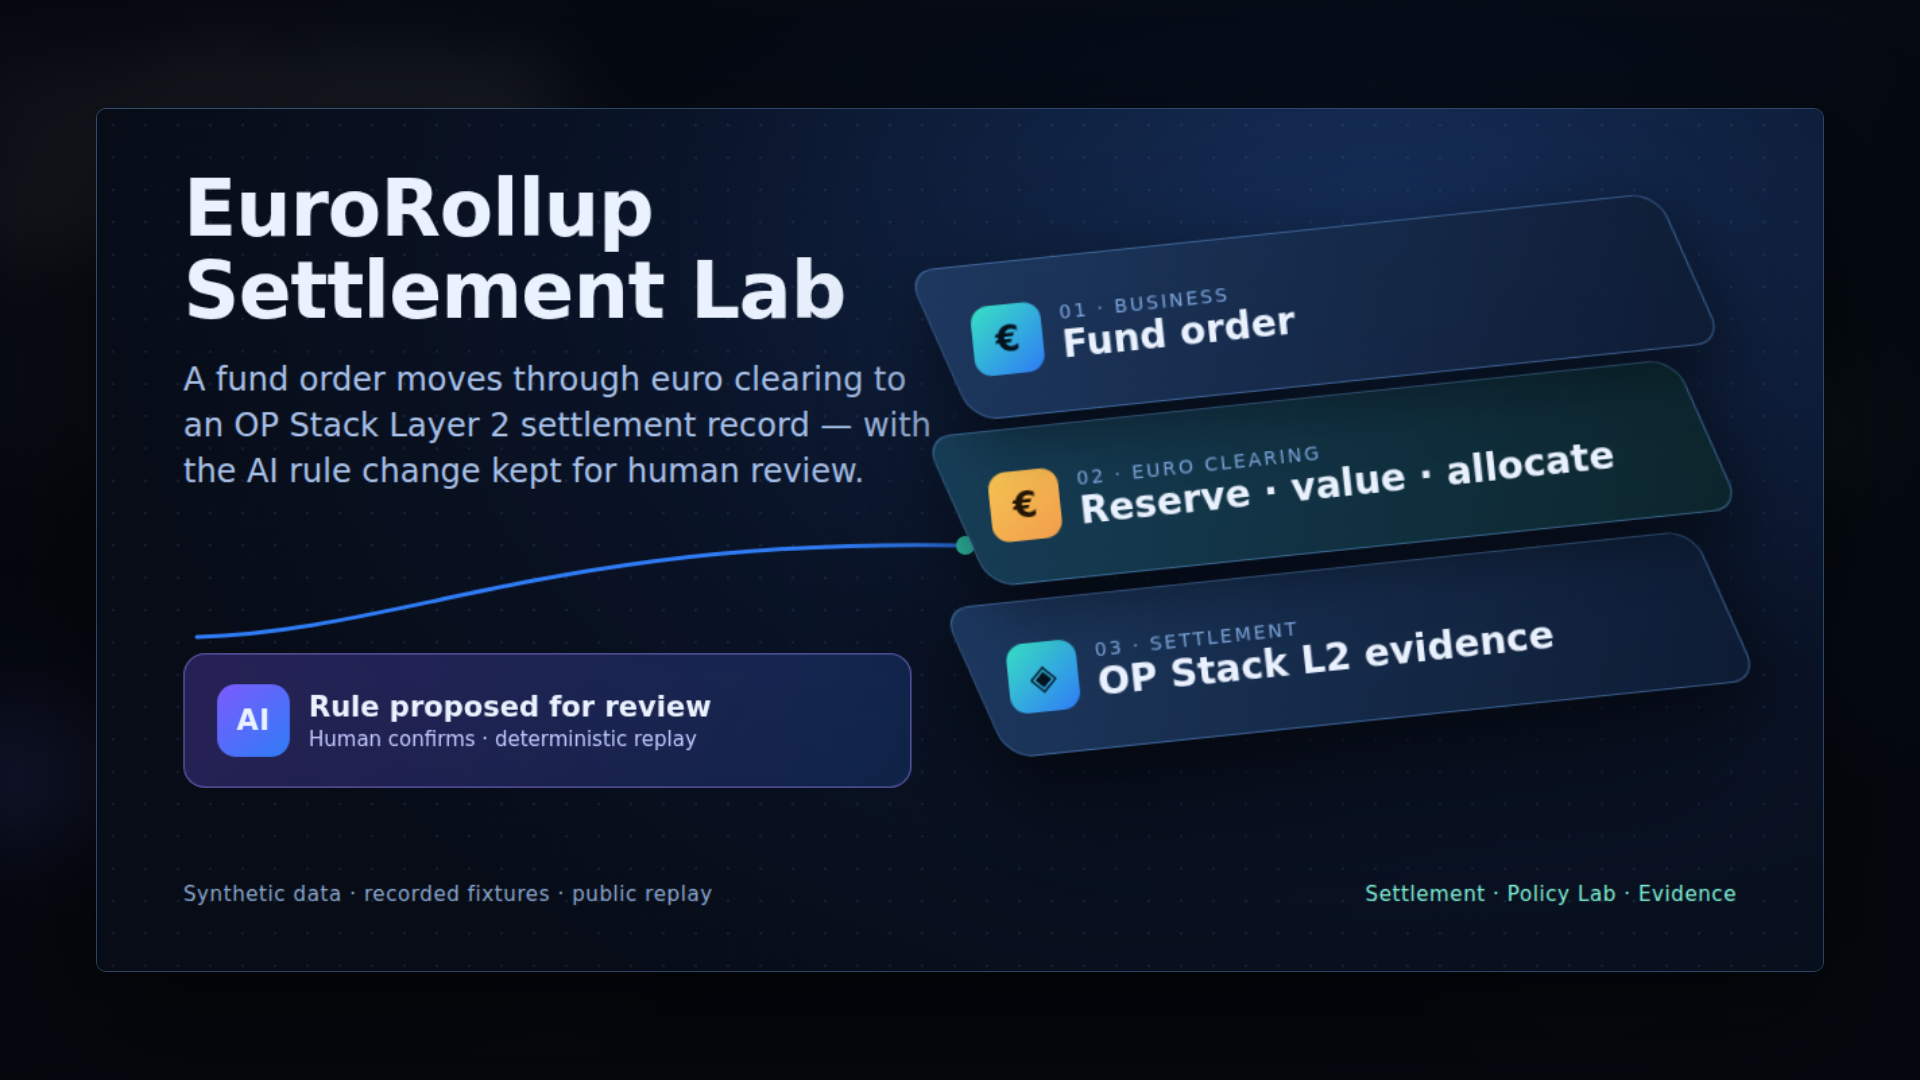 EuroRollup
Settlement Lab
A fund order moves through euro clearing to
an OP Stack Layer 2 settlement record — with
the AI rule change kept for human review.
€
01 · BUSINESS
Fund order
€
02 · EURO CLEARING
Reserve · value · allocate
03 · SETTLEMENT
OP Stack L2 evidence
AI
Rule proposed for review
Human confirms · deterministic replay
Synthetic data · recorded fixtures · public replay
Settlement · Policy Lab · Evidence